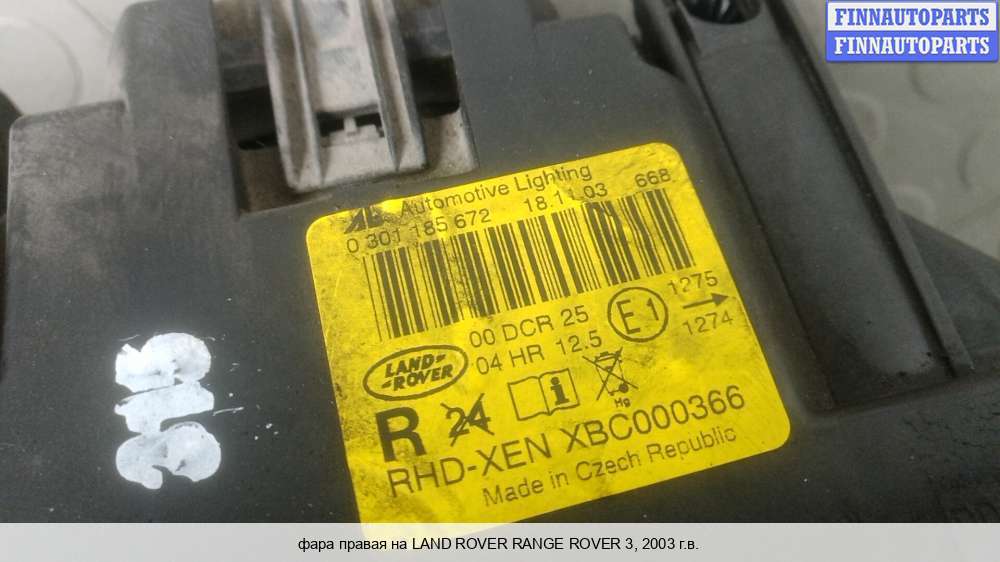 FINNAUTOPARTS
FINNAUTOPARTS
Automotive Lighting
0 301 185 672 18.11.03 668
00 DCR 25
04 HR 12.5
E1
1275
1274
LAND-
-ROVER
R 24
i
Hg
RHD-XEN XBC000366
Made in Czech Republic
фара правая на LAND ROVER RANGE ROVER 3, 2003 г.в.